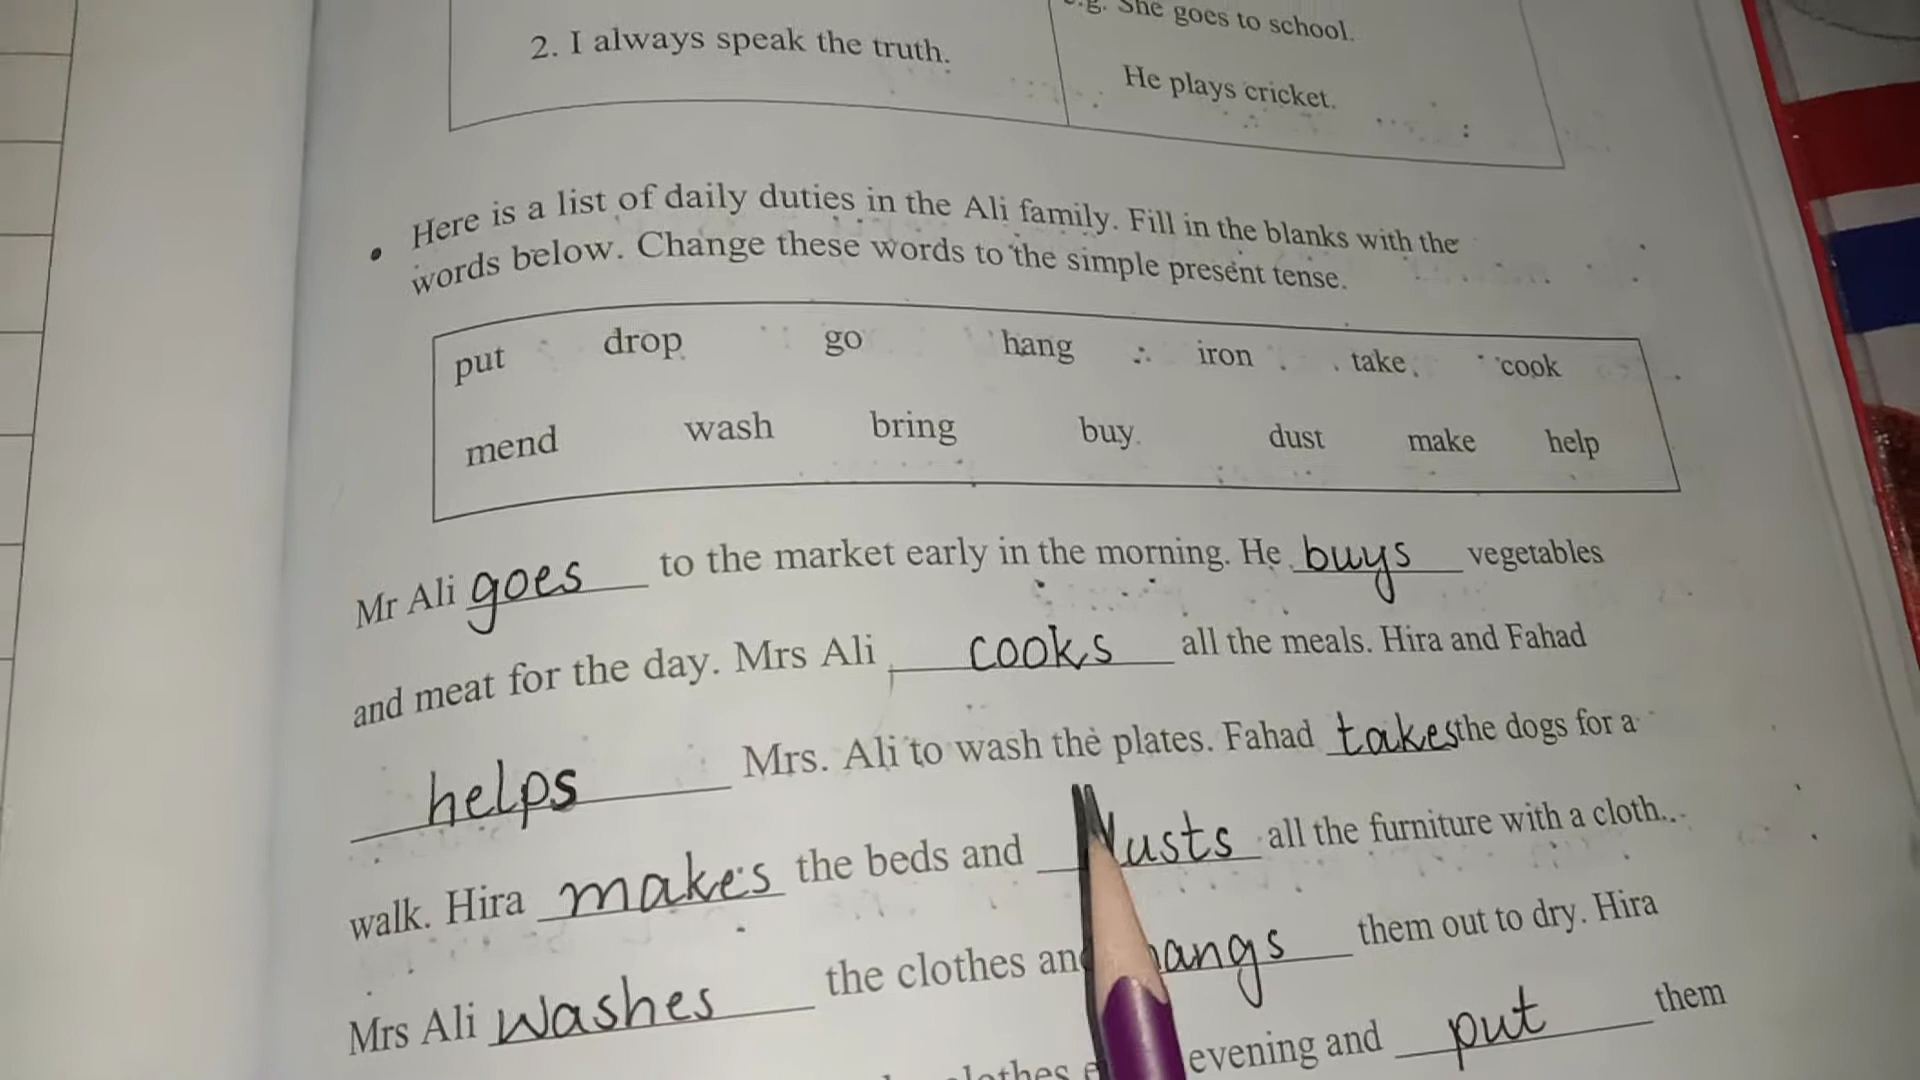 She goes to school.
2. I always speak the truth.
He plays cricket.
• Here is a list of daily duties in the Ali family. Fill in the blanks with the
words below. Change these words to the simple present tense.
put drop go hang iron take cook
mend wash bring buy dust make help
Mr Ali goes to the market early in the morning. He buys vegetables
and meat for the day. Mrs Ali cooks all the meals. Hira and Fahad
helps Mrs. Ali to wash the plates. Fahad takes the dogs for a
walk. Hira makes the beds and all the furniture with a cloth.
Mrs Ali washes the clothes them out to dry. Hira
evening and put them